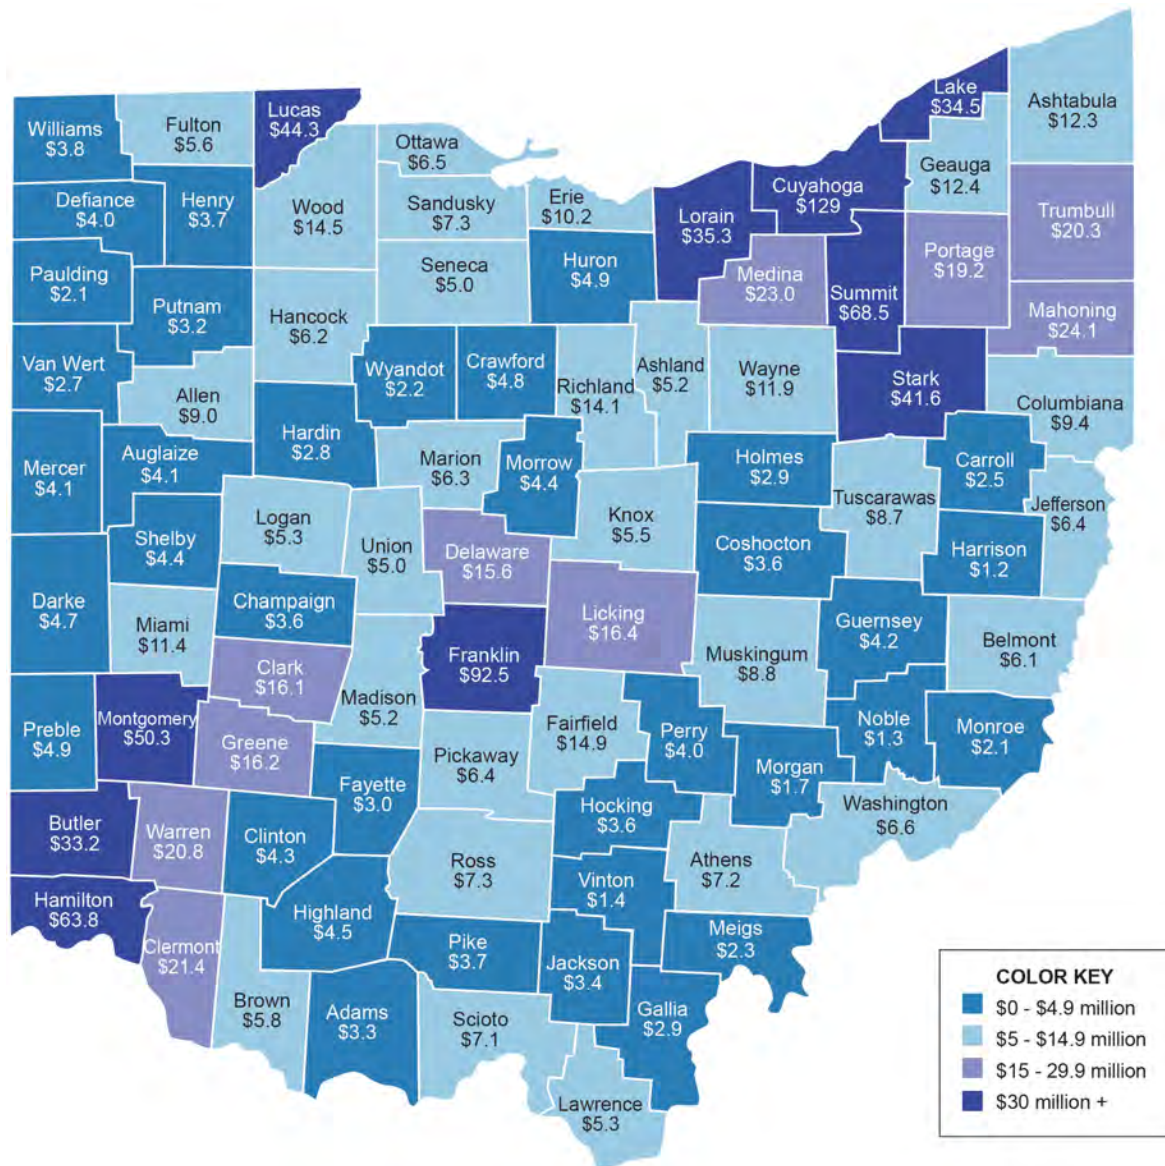 Lake
$34.5
Ashtabula
$12.3
Lucas
$44.3
Williams
$3.8
Fulton
$5.6
Ottawa
$6.5
Geauga
$12.4
Cuyahoga
$129
Defiance
$4.0
Henry
$3.7
Wood
$14.5
Sandusky
$7.3
Erie
$10.2
Lorain
$35.3
Trumbull
$20.3
Portage
$19.2
Paulding
$2.1
Seneca
$5.0
Huron
$4.9
Medina
$23.0
Summit
$68.5
Putnam
$3.2
Hancock
$6.2
Mahoning
$24.1
Van Wert
$2.7
Wyandot
$2.2
Crawford
$4.8
Ashland
$5.2
Wayne
$11.9
Stark
$41.6
Allen
$9.0
Richland
$14.1
Columbiana
$9.4
Hardin
$2.8
Mercer
$4.1
Auglaize
$4.1
Marion
$6.3
Morrow
$4.4
Holmes
$2.9
Carroll
$2.5
Tuscarawas
$8.7
Jefferson
$6.4
Logan
$5.3
Knox
$5.5
Shelby
$4.4
Union
$5.0
Delaware
$15.6
Coshocton
$3.6
Harrison
$1.2
Darke
$4.7
Champaign
$3.6
Licking
$16.4
Guernsey
$4.2
Miami
$11.4
Belmont
$6.1
Clark
$16.1
Franklin
$92.5
Muskingum
$8.8
Madison
$5.2
Preble
$4.9
Montgomery
$50.3
Fairfield
$14.9
Perry
$4.0
Noble
$1.3
Monroe
$2.1
Greene
$16.2
Pickaway
$6.4
Morgan
$1.7
Fayette
$3.0
Hocking
$3.6
Washington
$6.6
Butler
$33.2
Warren
$20.8
Clinton
$4.3
Ross
$7.3
Athens
$7.2
Vinton
$1.4
Hamilton
$63.8
Highland
$4.5
Meigs
$2.3
Clermont
$21.4
Pike
$3.7
Jackson
$3.4
Brown
$5.8
Adams
$3.3
Scioto
$7.1
Gallia
$2.9
Lawrence
$5.3
COLOR KEY
$0 - $4.9 million
$5 - $14.9 million
$15 - 29.9 million
$30 million +